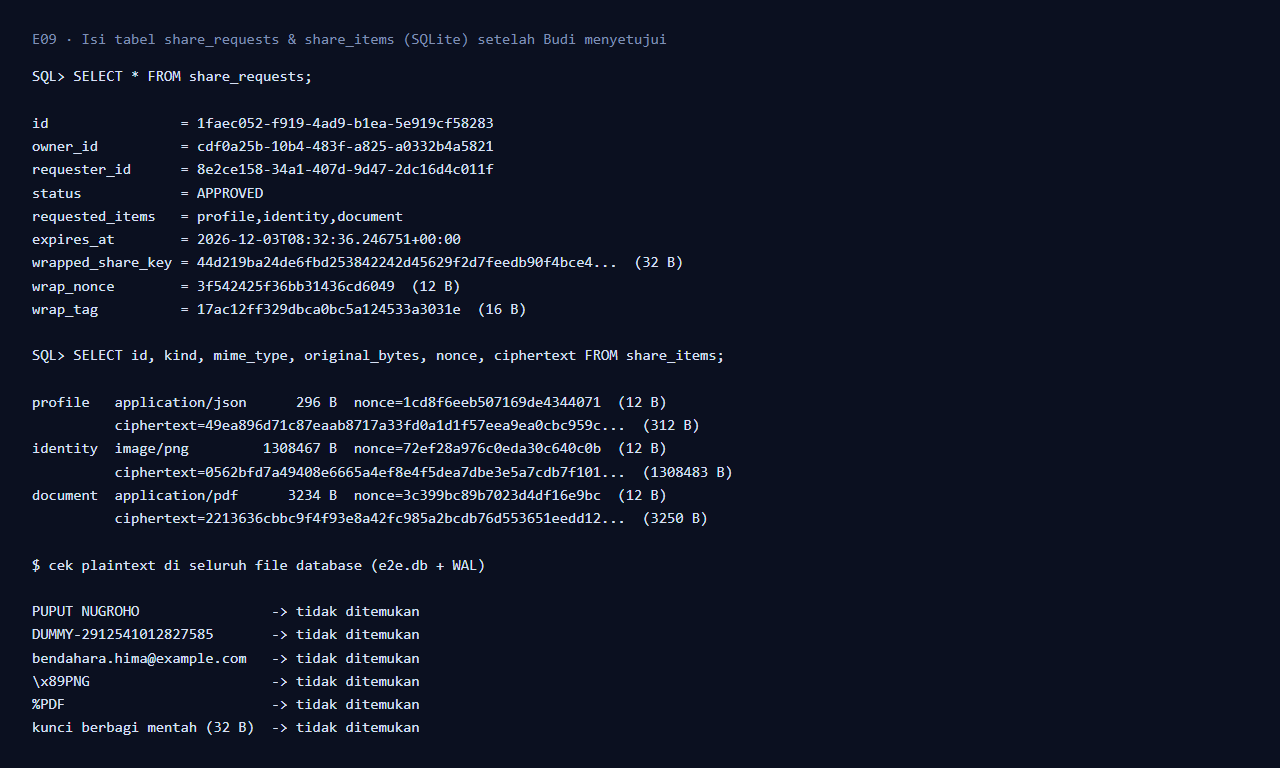 E09 · Isi tabel share_requests & share_items (SQLite) setelah Budi menyetujui
SQL> SELECT * FROM share_requests;
id = 1faec052-f919-4ad9-b1ea-5e919cf58283
owner_id = cdf0a25b-10b4-483f-a825-a0332b4a5821
requester_id = 8e2ce158-34a1-407d-9d47-2dc16d4c011f
status = APPROVED
requested_items = profile,identity,document
expires_at = 2026-12-03T08:32:36.246751+00:00
wrapped_share_key = 44d219ba24de6fbd253842242d45629f2d7feedb90f4bce4... (32 B)
wrap_nonce = 3f542425f36bb31436cd6049 (12 B)
wrap_tag = 17ac12ff329dbca0bc5a124533a3031e (16 B)
SQL> SELECT id, kind, mime_type, original_bytes, nonce, ciphertext FROM share_items;
profile application/json 296 B nonce=1cd8f6eeb507169de4344071 (12 B)
ciphertext=49ea896d71c87eaab8717a33fd0a1d1f57eea9ea0cbc959c... (312 B)
identity image/png 1308467 B nonce=72ef28a976c0eda30c640c0b (12 B)
ciphertext=0562bfd7a49408e6665a4ef8e4f5dea7dbe3e5a7cdb7f101... (1308483 B)
document application/pdf 3234 B nonce=3c399bc89b7023d4df16e9bc (12 B)
ciphertext=2213636cbbc9f4f93e8a42fc985a2bcdb76d553651eedd12... (3250 B)
$ cek plaintext di seluruh file database (e2e.db + WAL)
PUPUT NUGROHO -> tidak ditemukan
DUMMY-2912541012827585 -> tidak ditemukan
bendahara.hima@example.com -> tidak ditemukan
\x89PNG -> tidak ditemukan
%PDF -> tidak ditemukan
kunci berbagi mentah (32 B) -> tidak ditemukan